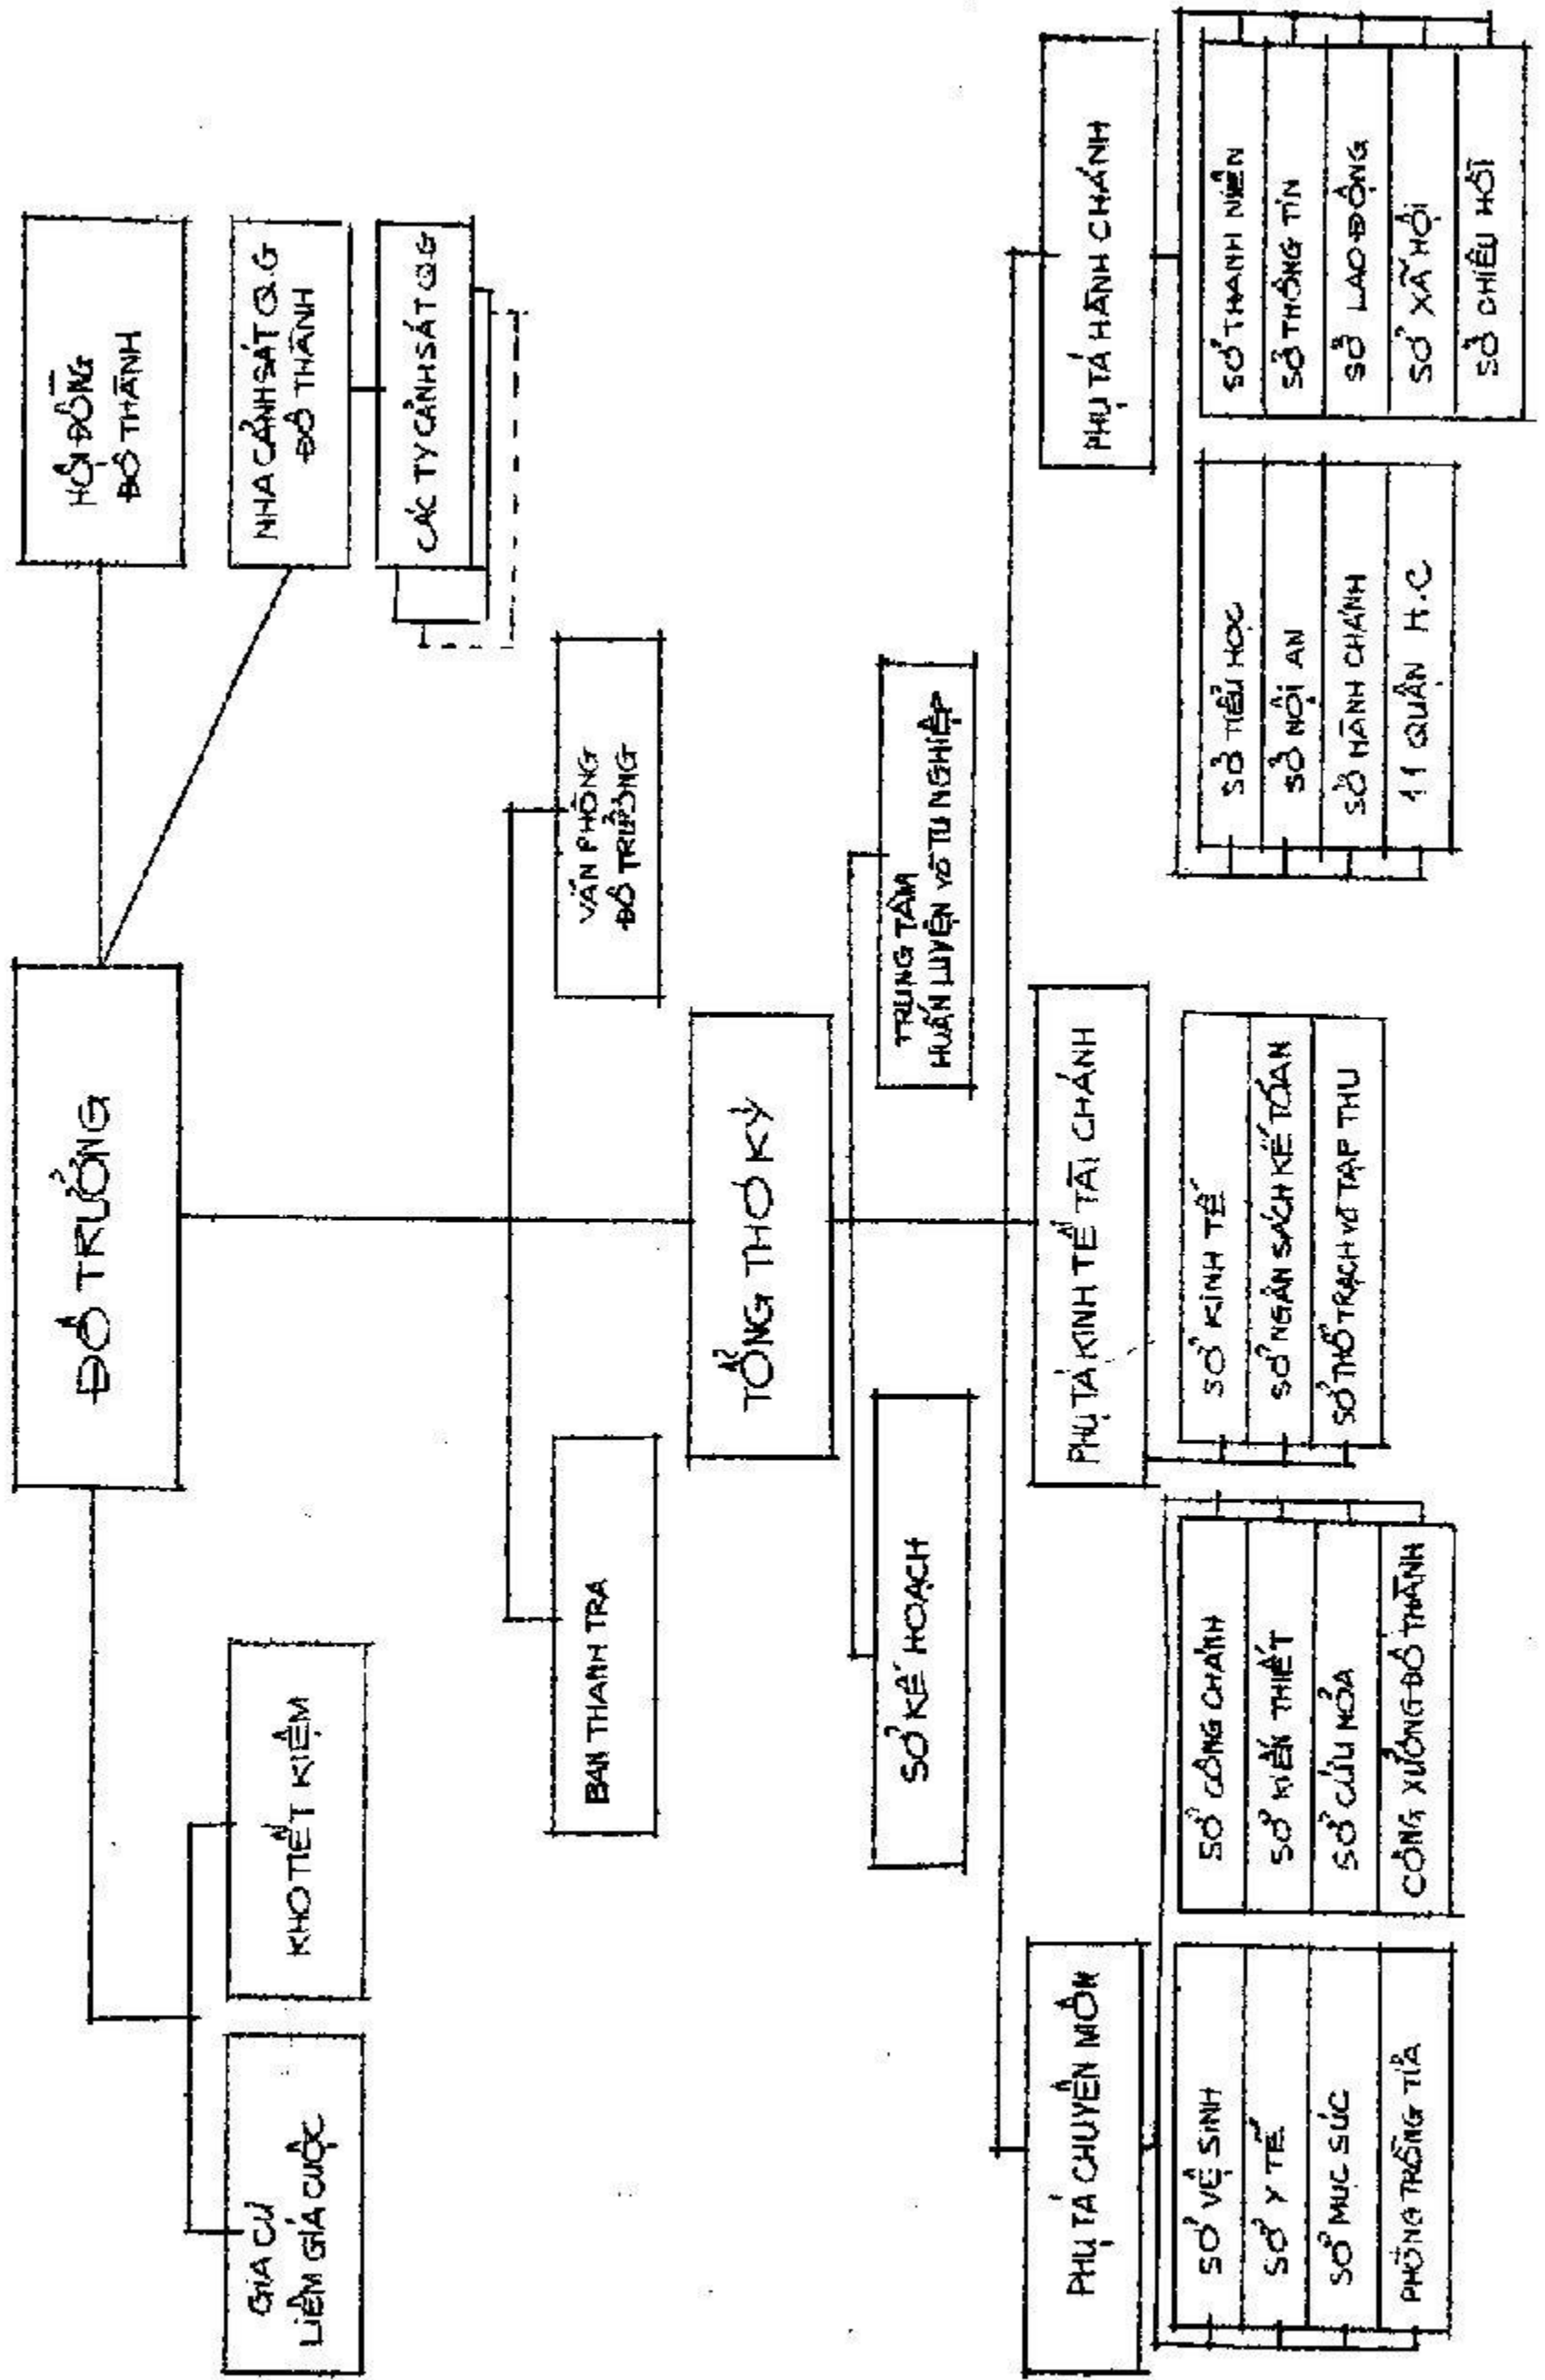 ĐÔ TRƯỞNG
HỘI ĐỒNG
ĐÔ THÀNH
NHA CẢNH SÁT Q.G
ĐÔ THÀNH
CÁC TY CẢNH SÁT Q.G
GIA CƯ
LIÊM GIÁ CUỘC
KHO TIẾT KIỆM
BAN THANH TRA
VĂN PHÒNG
ĐÔ TRƯỞNG
TỔNG THƠ KÝ
SỞ KẾ HOẠCH
TRUNG TÂM
HUẤN LUYỆN VÀ TU NGHIỆP
PHỤ TÁ CHUYÊN MÔN
PHỤ TÁ KINH TẾ TÀI CHÁNH
PHỤ TÁ HÀNH CHÁNH
SỞ VỆ SINH
SỞ Y TẾ
SỞ MỤC SÚC
PHÒNG TRỒNG TỈA
SỞ CÔNG CHÁNH
SỞ KIẾN THIẾT
SỞ CỨU HỎA
CÔNG XƯỞNG ĐÔ THÀNH
SỞ KINH TẾ
SỞ NGÂN SÁCH KẾ TÓAN
SỞ THỔ TRẠCH VÀ TẠP THU
SỞ TIỂU HỌC
SỞ NỘI AN
SỞ HÀNH CHÁNH
11 QUẬN H.C
SỞ THANH NIÊN
SỞ THÔNG TIN
SỞ LAO ĐỘNG
SỞ XÃ HỘI
SỞ CHIÊU HỒI